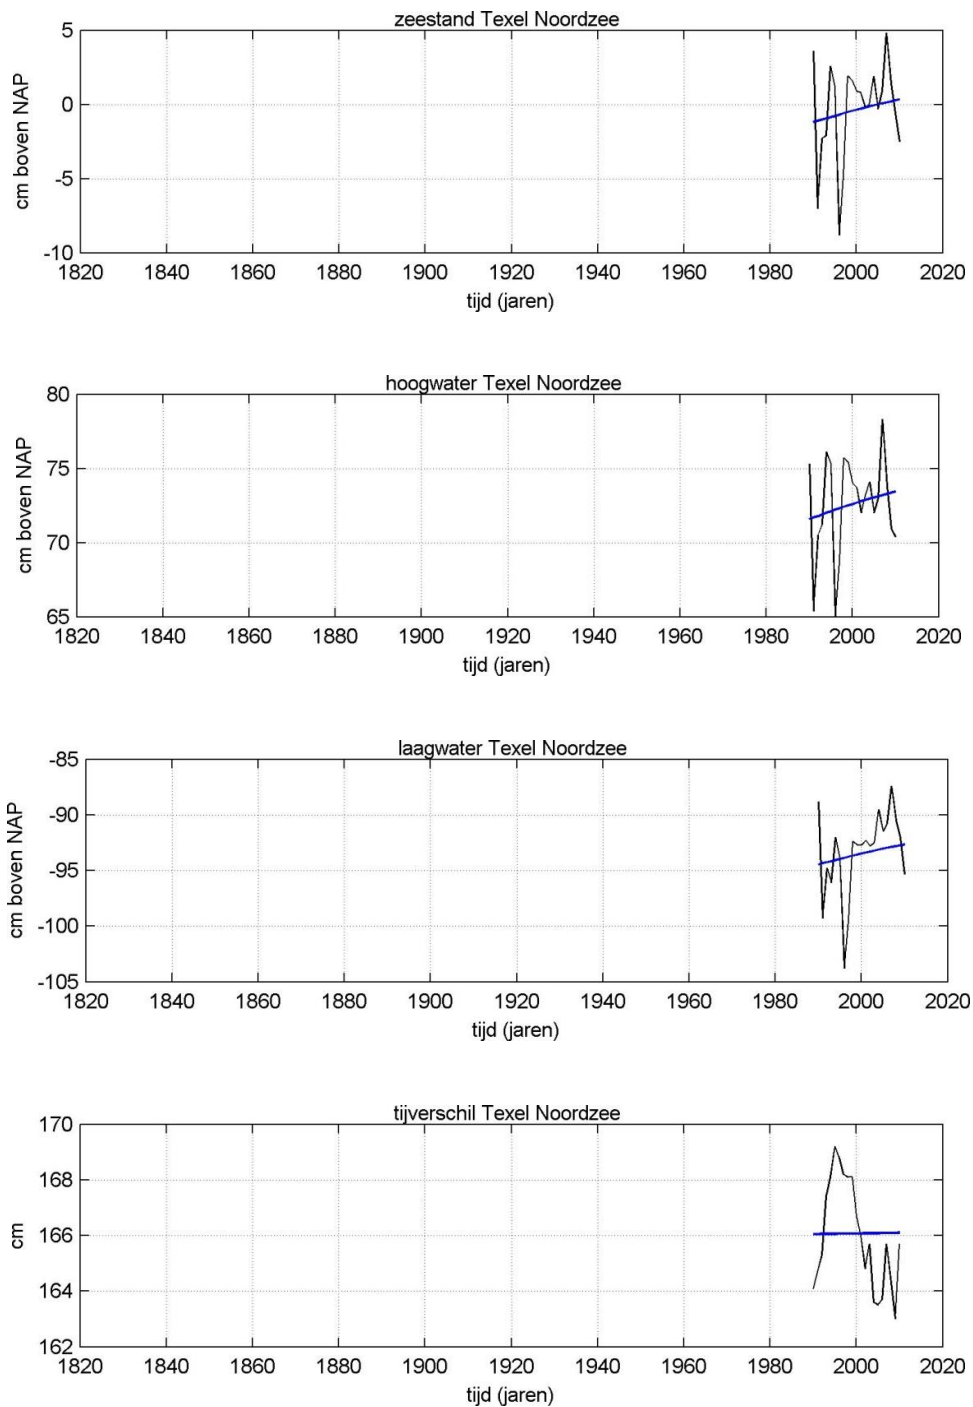 zeestand Texel Noordzee
5
0
-5
-10
cm boven NAP
1820 1840 1860 1880 1900 1920 1940 1960 1980 2000 2020
tijd (jaren)
hoogwater Texel Noordzee
80
75
70
65
cm boven NAP
1820 1840 1860 1880 1900 1920 1940 1960 1980 2000 2020
tijd (jaren)
laagwater Texel Noordzee
-85
-90
-95
-100
-105
cm boven NAP
1820 1840 1860 1880 1900 1920 1940 1960 1980 2000 2020
tijd (jaren)
tijverschil Texel Noordzee
170
168
166
164
162
cm
1820 1840 1860 1880 1900 1920 1940 1960 1980 2000 2020
tijd (jaren)